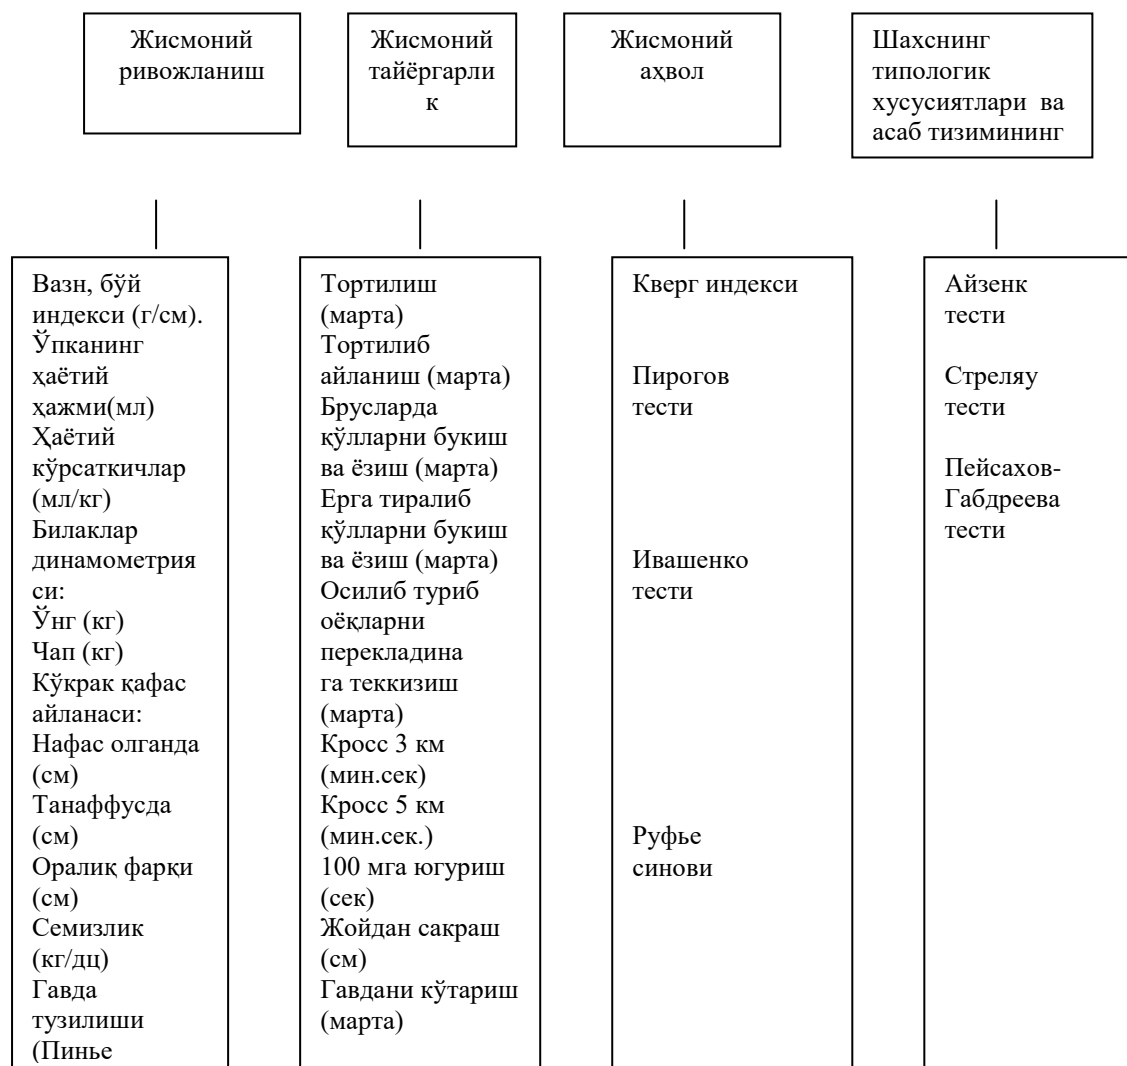 Жисмоний
ривожланиш
Жисмоний
тайёргарли
к
Жисмоний
аҳвол
Шахснинг
типологик
хусусиятлари ва
асаб тизимининг
Вазн, бўй
индекси (г/см).
Ўпканинг
ҳаётий
ҳажми(мл)
Ҳаётий
кўрсаткичлар
(мл/кг)
Билаклар
динамометрия
си:
Ўнг (кг)
Чап (кг)
Кўкрак қафас
айланаси:
Нафас олганда
(см)
Танаффусда
(см)
Оралиқ фарқи
(см)
Семизлик
(кг/дц)
Гавда
тузилиши
(Пинье
Тортилиш
(марта)
Тортилиб
айланиш (марта)
Брусларда
қўлларни букиш
ва ёзиш (марта)
Ерга тиралиб
қўлларни букиш
ва ёзиш (марта)
Осилиб туриб
оёқларни
перекладина
га теккизиш
(марта)
Кросс 3 км
(мин.сек)
Кросс 5 км
(мин.сек.)
100 мга югуриш
(сек)
Жойдан сакраш
(см)
Гавдани кўтариш
(марта)
Кверг индекси
Пирогов
тести
Ивашенко
тести
Руфье
синови
Айзенк
тести
Стреляу
тести
Пейсахов-
Габдреева
тести